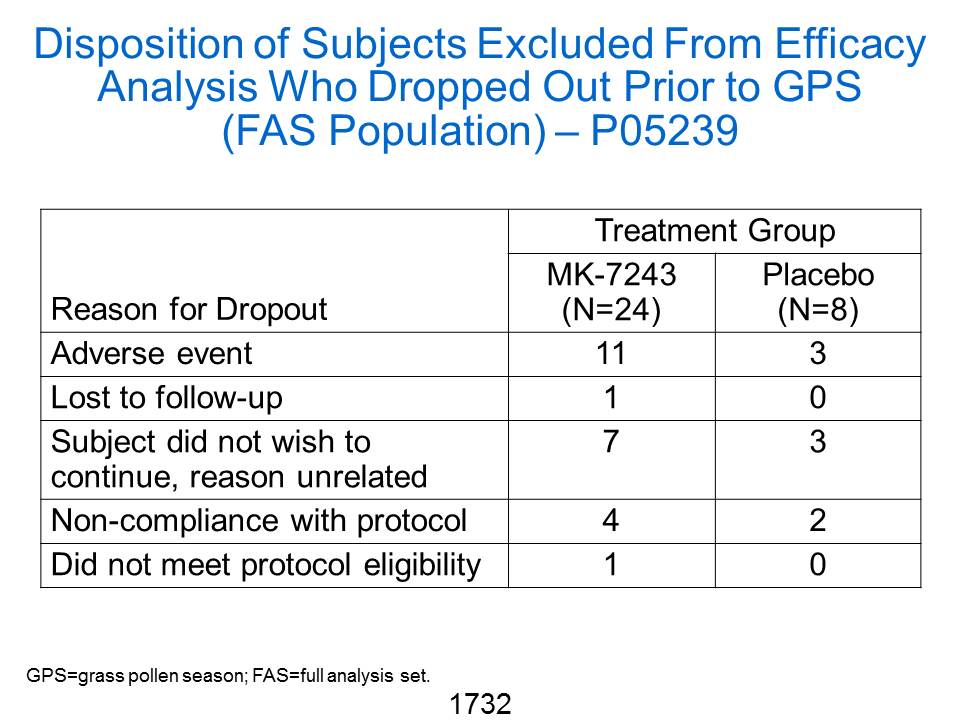 Disposition of Subjects Excluded From Efficacy
Analysis Who Dropped Out Prior to GPS
(FAS Population) – P05239
Treatment Group
Reason for Dropout
MK-7243
(N=24)
Placebo
(N=8)
Adverse event 11 3
Lost to follow-up 1 0
Subject did not wish to 7 3
continue, reason unrelated
Non-compliance with protocol 4 2
Did not meet protocol eligibility 1 0
GPS=grass pollen season; FAS=full analysis set.
1732